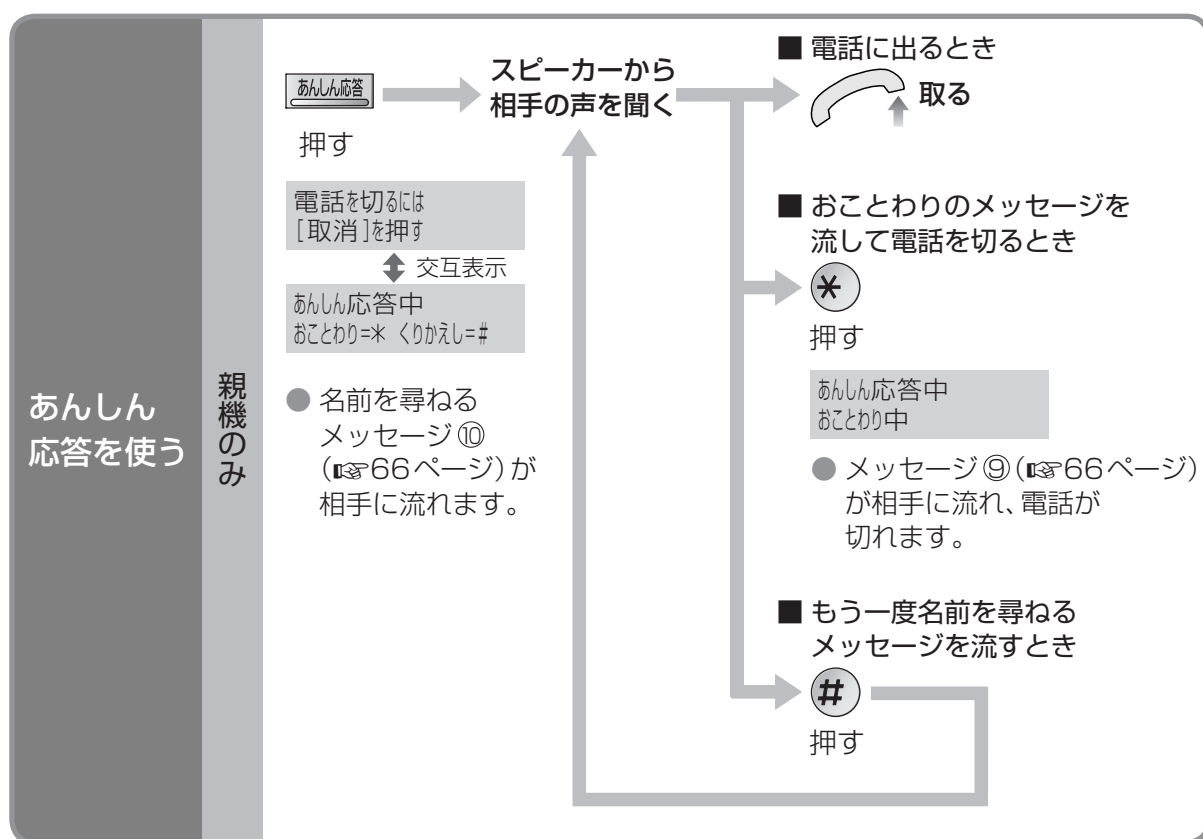 あんしん
応答を使う
親機のみ
あんしん応答
押す
電話を切るには
[取消]を押す
交互表示
あんしん応答中
おことわり=* くりかえし=#
● 名前を尋ねる
メッセージ⑩
(☞66ページ)が
相手に流れます。
スピーカーから
相手の声を聞く
■ 電話に出るとき
取る
■ おことわりのメッセージを
流して電話を切るとき
*
押す
あんしん応答中
おことわり中
● メッセージ⑨(☞66ページ)
が相手に流れ、電話が
切れます。
■ もう一度名前を尋ねる
メッセージを流すとき
#
押す